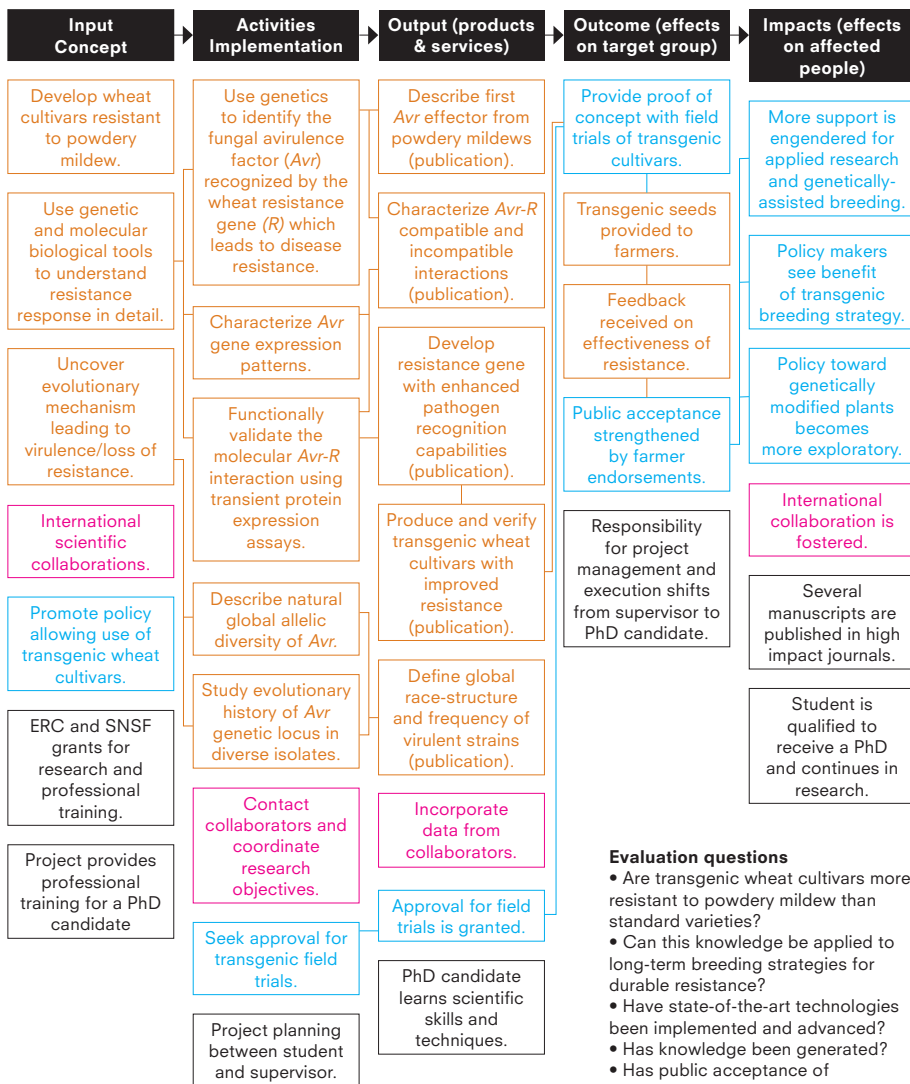 Input
Concept
Activities
Implementation
Output (products
& services)
Outcome (effects
on target group)
Impacts (effects
on affected
people)
Develop wheat
cultivars resistant
to powdery
mildew.
Use genetic
and molecular
biological tools
to understand
resistance
response in detail.
Uncover
evolutionary
mechanism
leading to
virulence/loss of
resistance.
International
scientific
collaborations.
Promote policy
allowing use of
transgenic wheat
cultivars.
ERC and SNSF
grants for
research and
professional
training.
Project provides
professional
training for a PhD
candidate
Use genetics
to identify the
fungal avirulence
factor (Avr)
recognized by the
wheat resistance
gene (R) which
leads to disease
resistance.
Characterize Avr
gene expression
patterns.
Functionally
validate the
molecular Avr-R
interaction using
transient protein
expression
assays.
Describe natural
global allelic
diversity of Avr.
Study evolutionary
history of Avr
genetic locus in
diverse isolates.
Contact
collaborators and
coordinate
research
objectives.
Seek approval for
transgenic field
trials.
Project planning
between student
and supervisor.
Describe first
Avr effector from
powdery mildews
(publication).
Characterize Avr-R
compatible and
incompatible
interactions
(publication).
Develop
resistance gene
with enhanced
pathogen
recognition
capabilities
(publication).
Produce and verify
transgenic wheat
cultivars with
improved
resistance
(publication).
Define global
race-structure
and frequency of
virulent strains
(publication).
Incorporate
data from
collaborators.
Approval for field
trials is granted.
PhD candidate
learns scientific
skills and
techniques.
Provide proof of
concept with field
trials of transgenic
cultivars.
Transgenic seeds
provided to
farmers.
Feedback
received on
effectiveness of
resistance.
Public acceptance
strengthened
by farmer
endorsements.
Responsibility
for project
management and
execution shifts
from supervisor to
PhD candidate.
More support is
engendered for
applied research
and genetically-
assisted breeding.
Policy makers
see benefit
of transgenic
breeding strategy.
Policy toward
genetically
modified plants
becomes
more exploratory.
International
collaboration is
fostered.
Several
manuscripts are
published in high
impact journals.
Student is
qualified to
receive a PhD
and continues in
research.
Evaluation questions
• Are transgenic wheat cultivars more
resistant to powdery mildew than
standard varieties?
• Can this knowledge be applied to
long-term breeding strategies for
durable resistance?
• Have state-of-the-art technologies
been implemented and advanced?
• Has knowledge been generated?
• Has public acceptance of